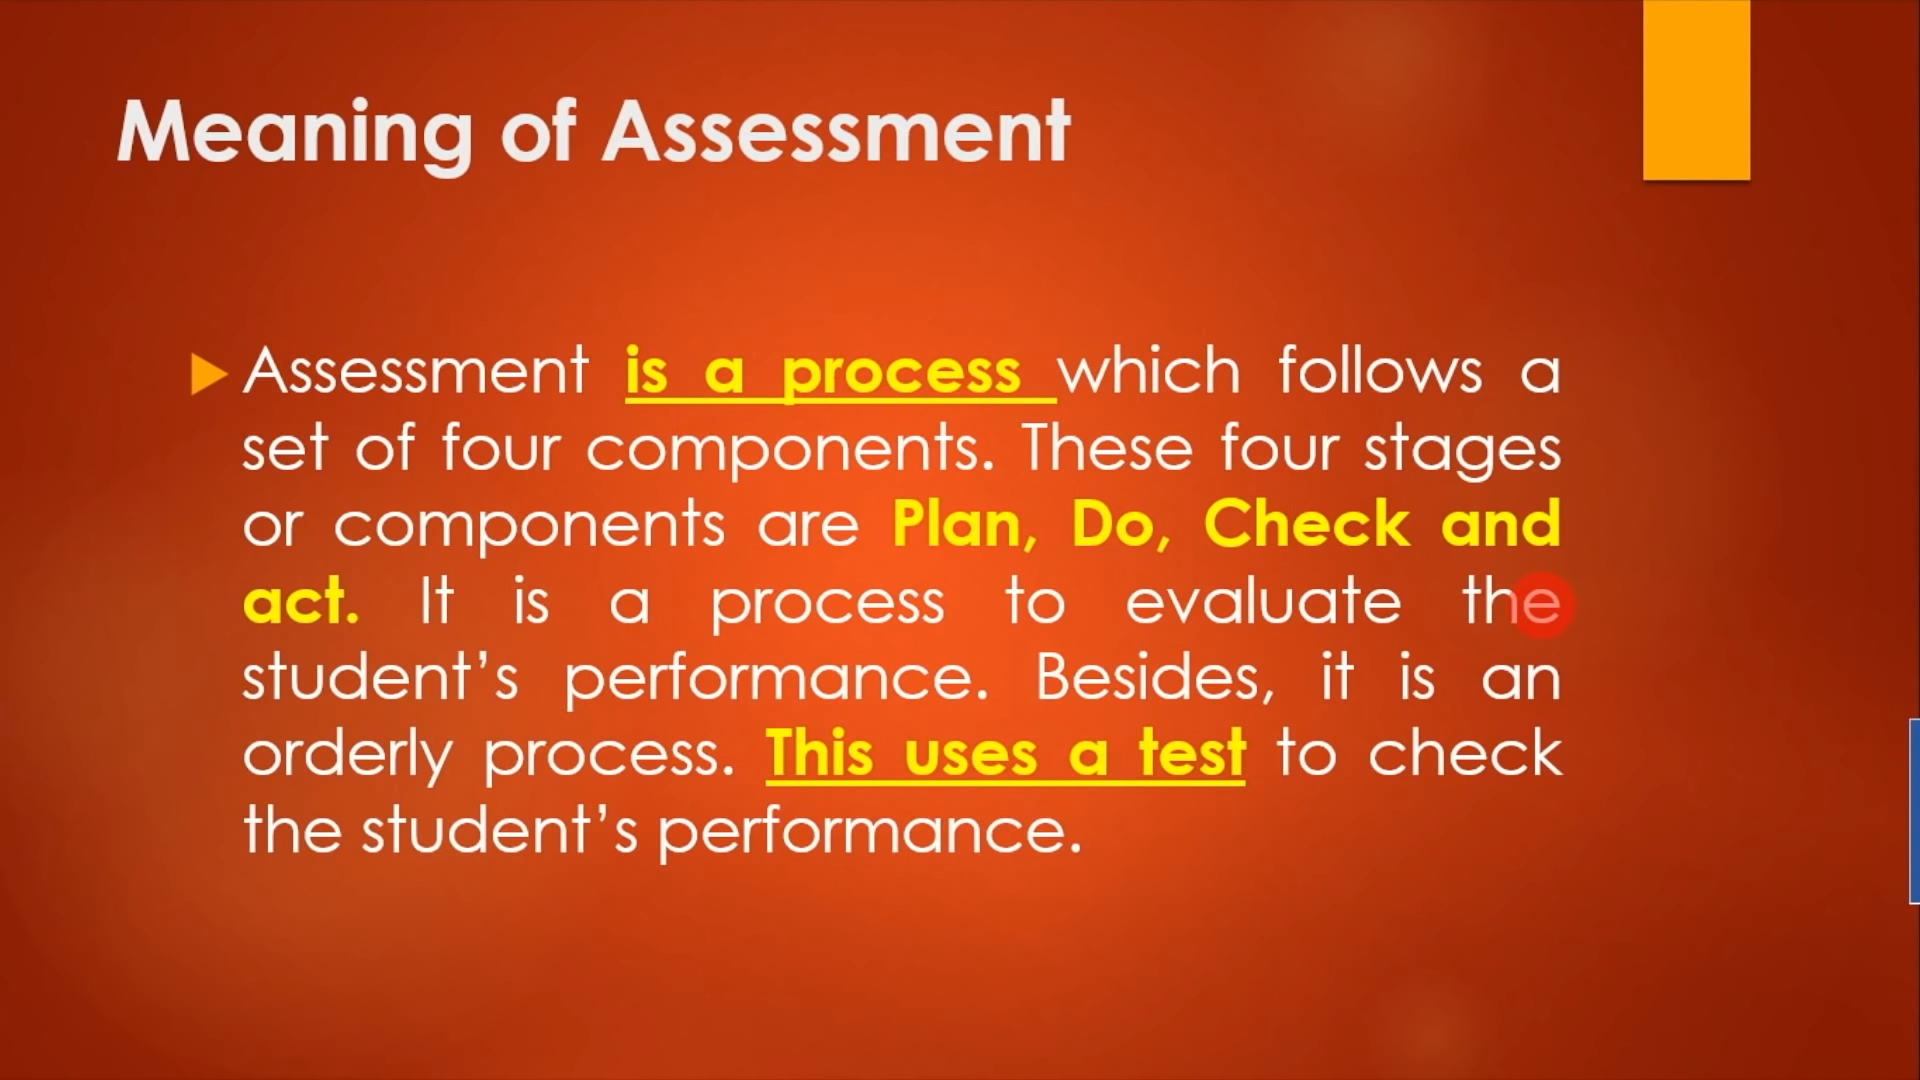 Meaning of Assessment
Assessment is a process which follows a
set of four components. These four stages
or components are Plan, Do, Check and
act. It is a process to evaluate the
student’s performance. Besides, it is an
orderly process. This uses a test to check
the student’s performance.